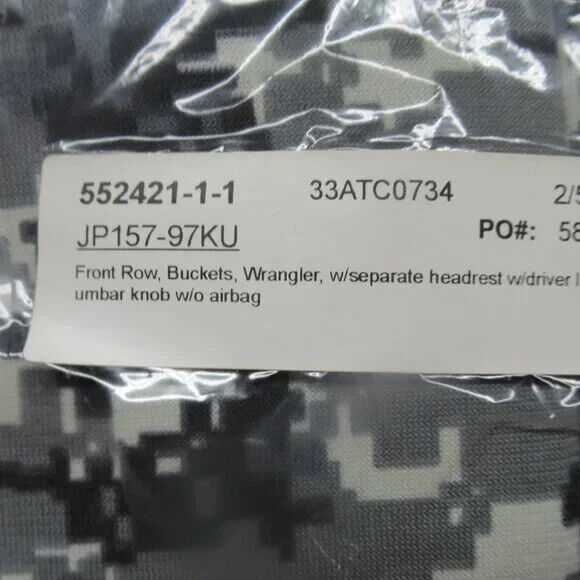 552421-1-1 33ATC0734 2/5
JP157-97KU PO#: 58
Front Row, Buckets, Wrangler, w/separate headrest w/driver l
umbar knob w/o airbag